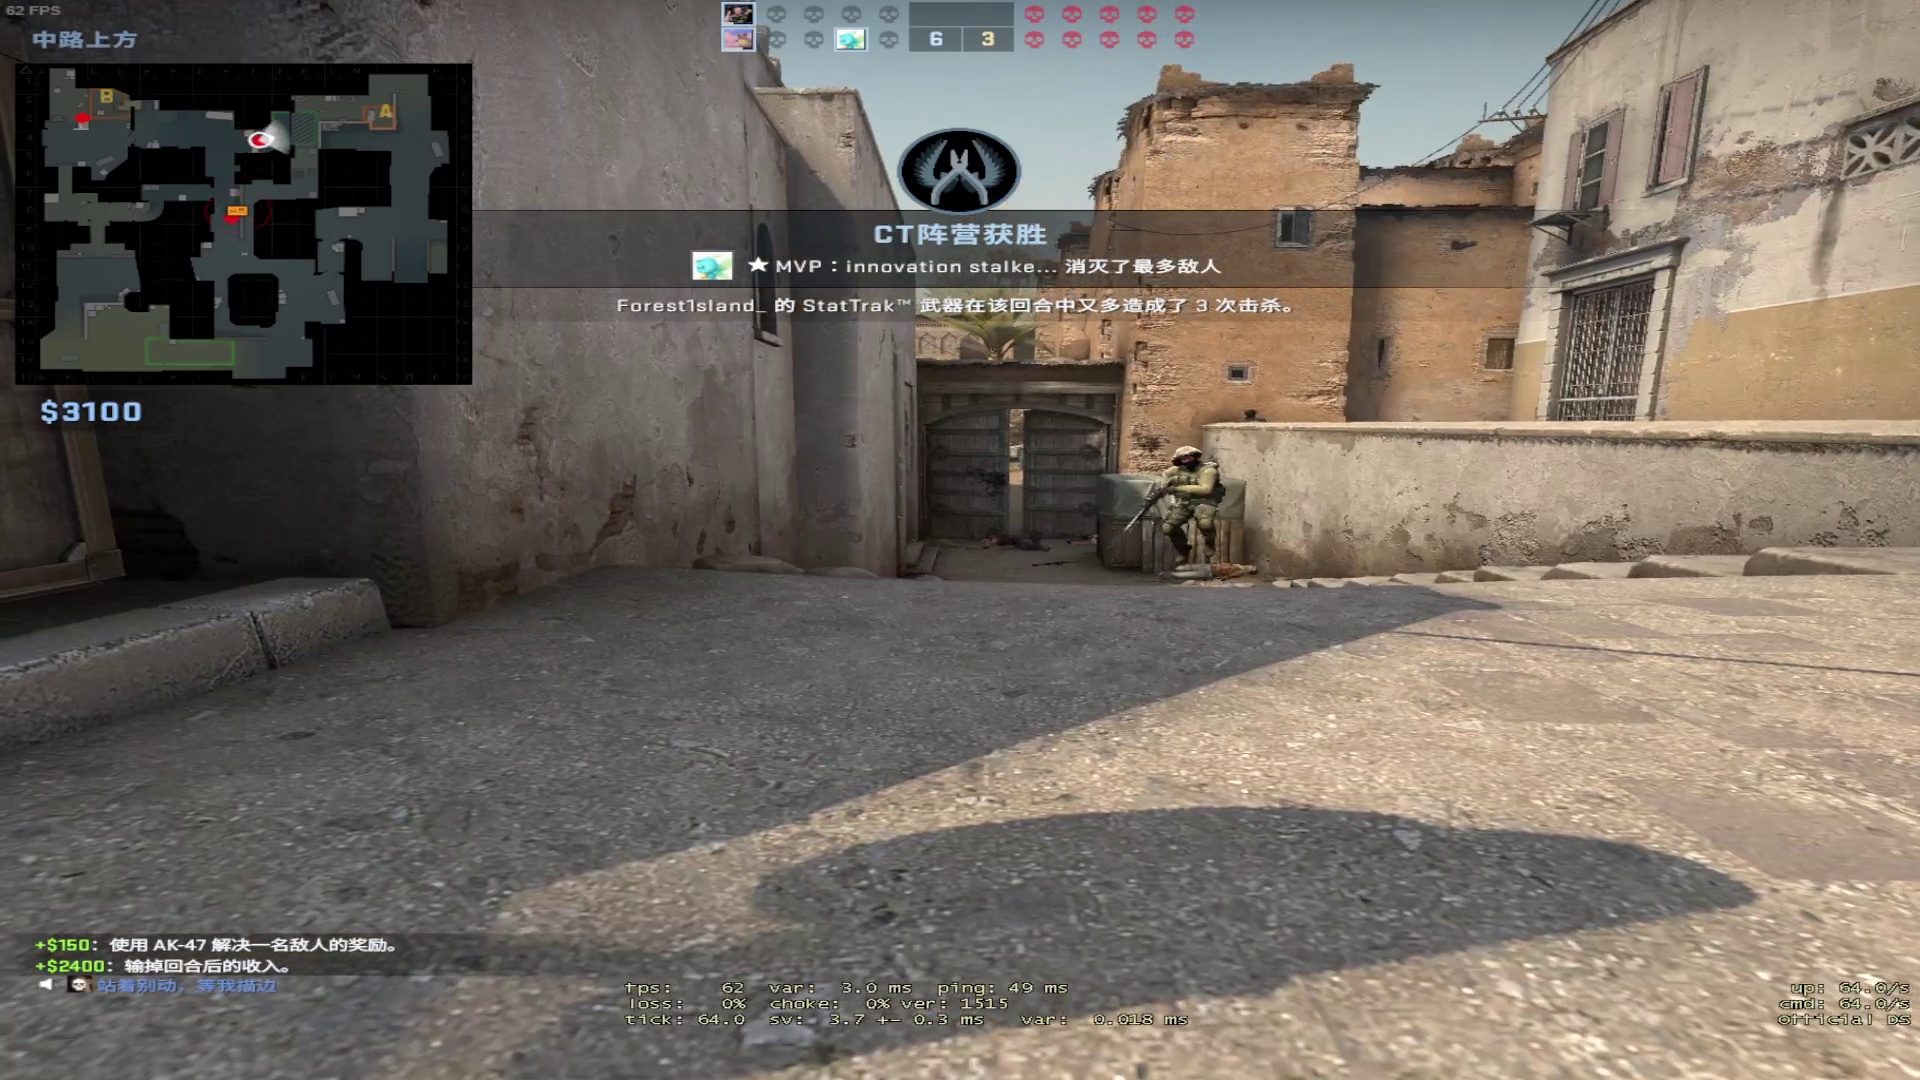 62 FPS
中路上方
6 3
B
A
CT阵营获胜
★ MVP：innovation stalke... 消灭了最多敌人
Forest1sland_ 的 StatTrak™ 武器在该回合中又多造成了 3 次击杀。
$3100
+$150：使用 AK-47 解决一名敌人的奖励。
+$2400：输掉回合后的收入。
站着别动，等我描边
fps: 62 var: 3.0 ms ping: 49 ms
loss: 0% choke: 0% ver: 1515
tick: 64.0 sv: 3.7 +- 0.3 ms var: 0.018 ms
up: 64.0/s
cmd: 64.0/s
Official DS